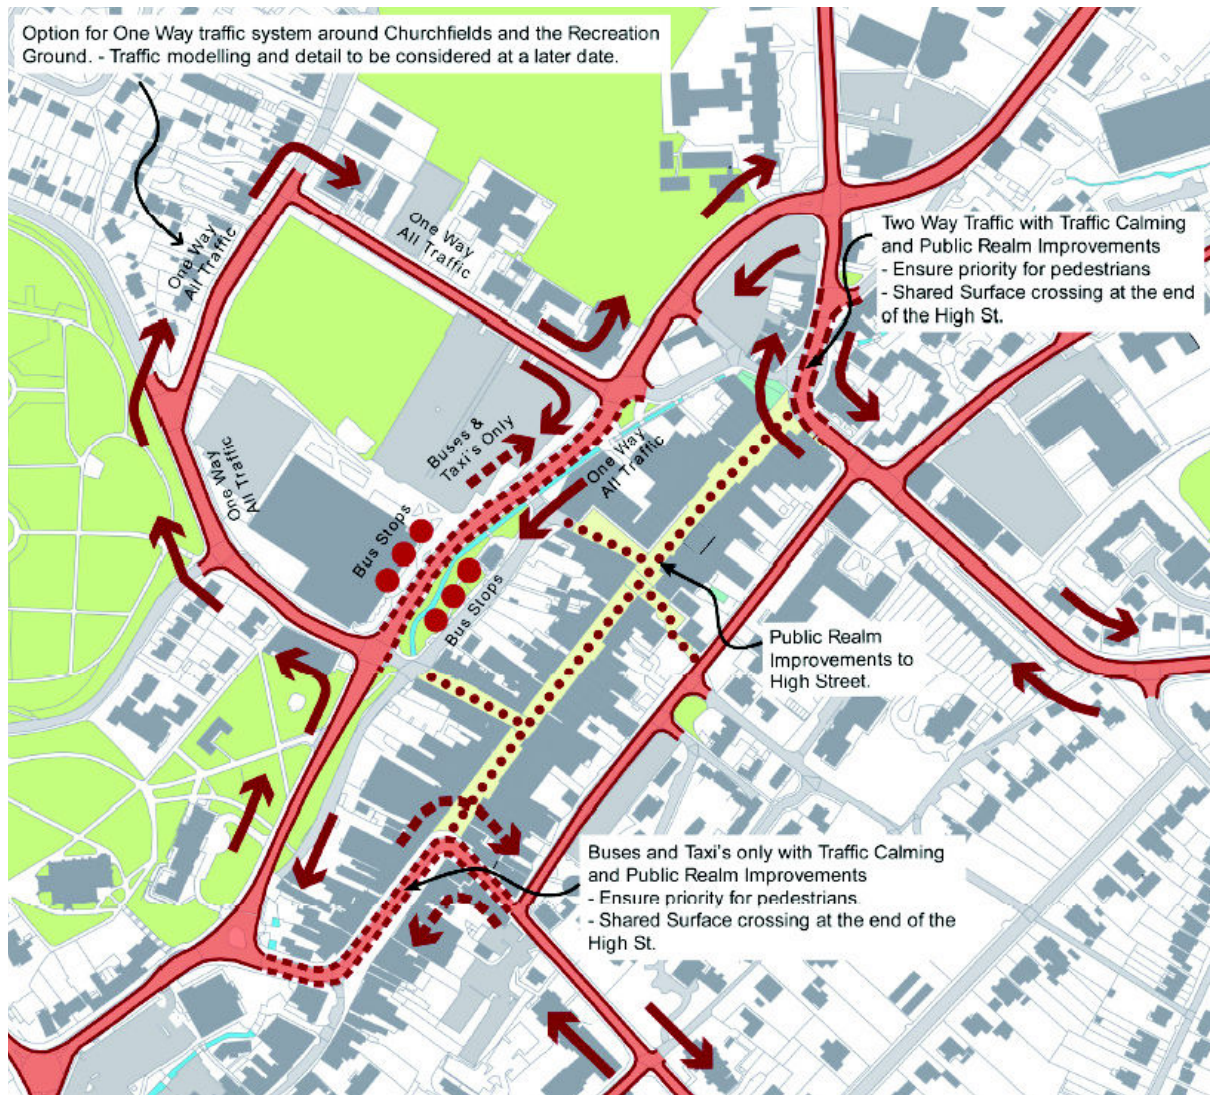 Option for One Way traffic system around Churchfields and the Recreation
Ground. - Traffic modelling and detail to be considered at a later date.
Two Way Traffic with Traffic Calming
and Public Realm Improvements
- Ensure priority for pedestrians
- Shared Surface crossing at the end
of the High St.
One Way
All Traffic
One Way
All Traffic
Buses &
Taxi's Only
One Way
All Traffic
One Way
All Traffic
Bus Stops
Bus Stops
Public Realm
Improvements to
High Street.
Buses and Taxi's only with Traffic Calming
and Public Realm Improvements
- Ensure priority for pedestrians.
- Shared Surface crossing at the end of the
High St.